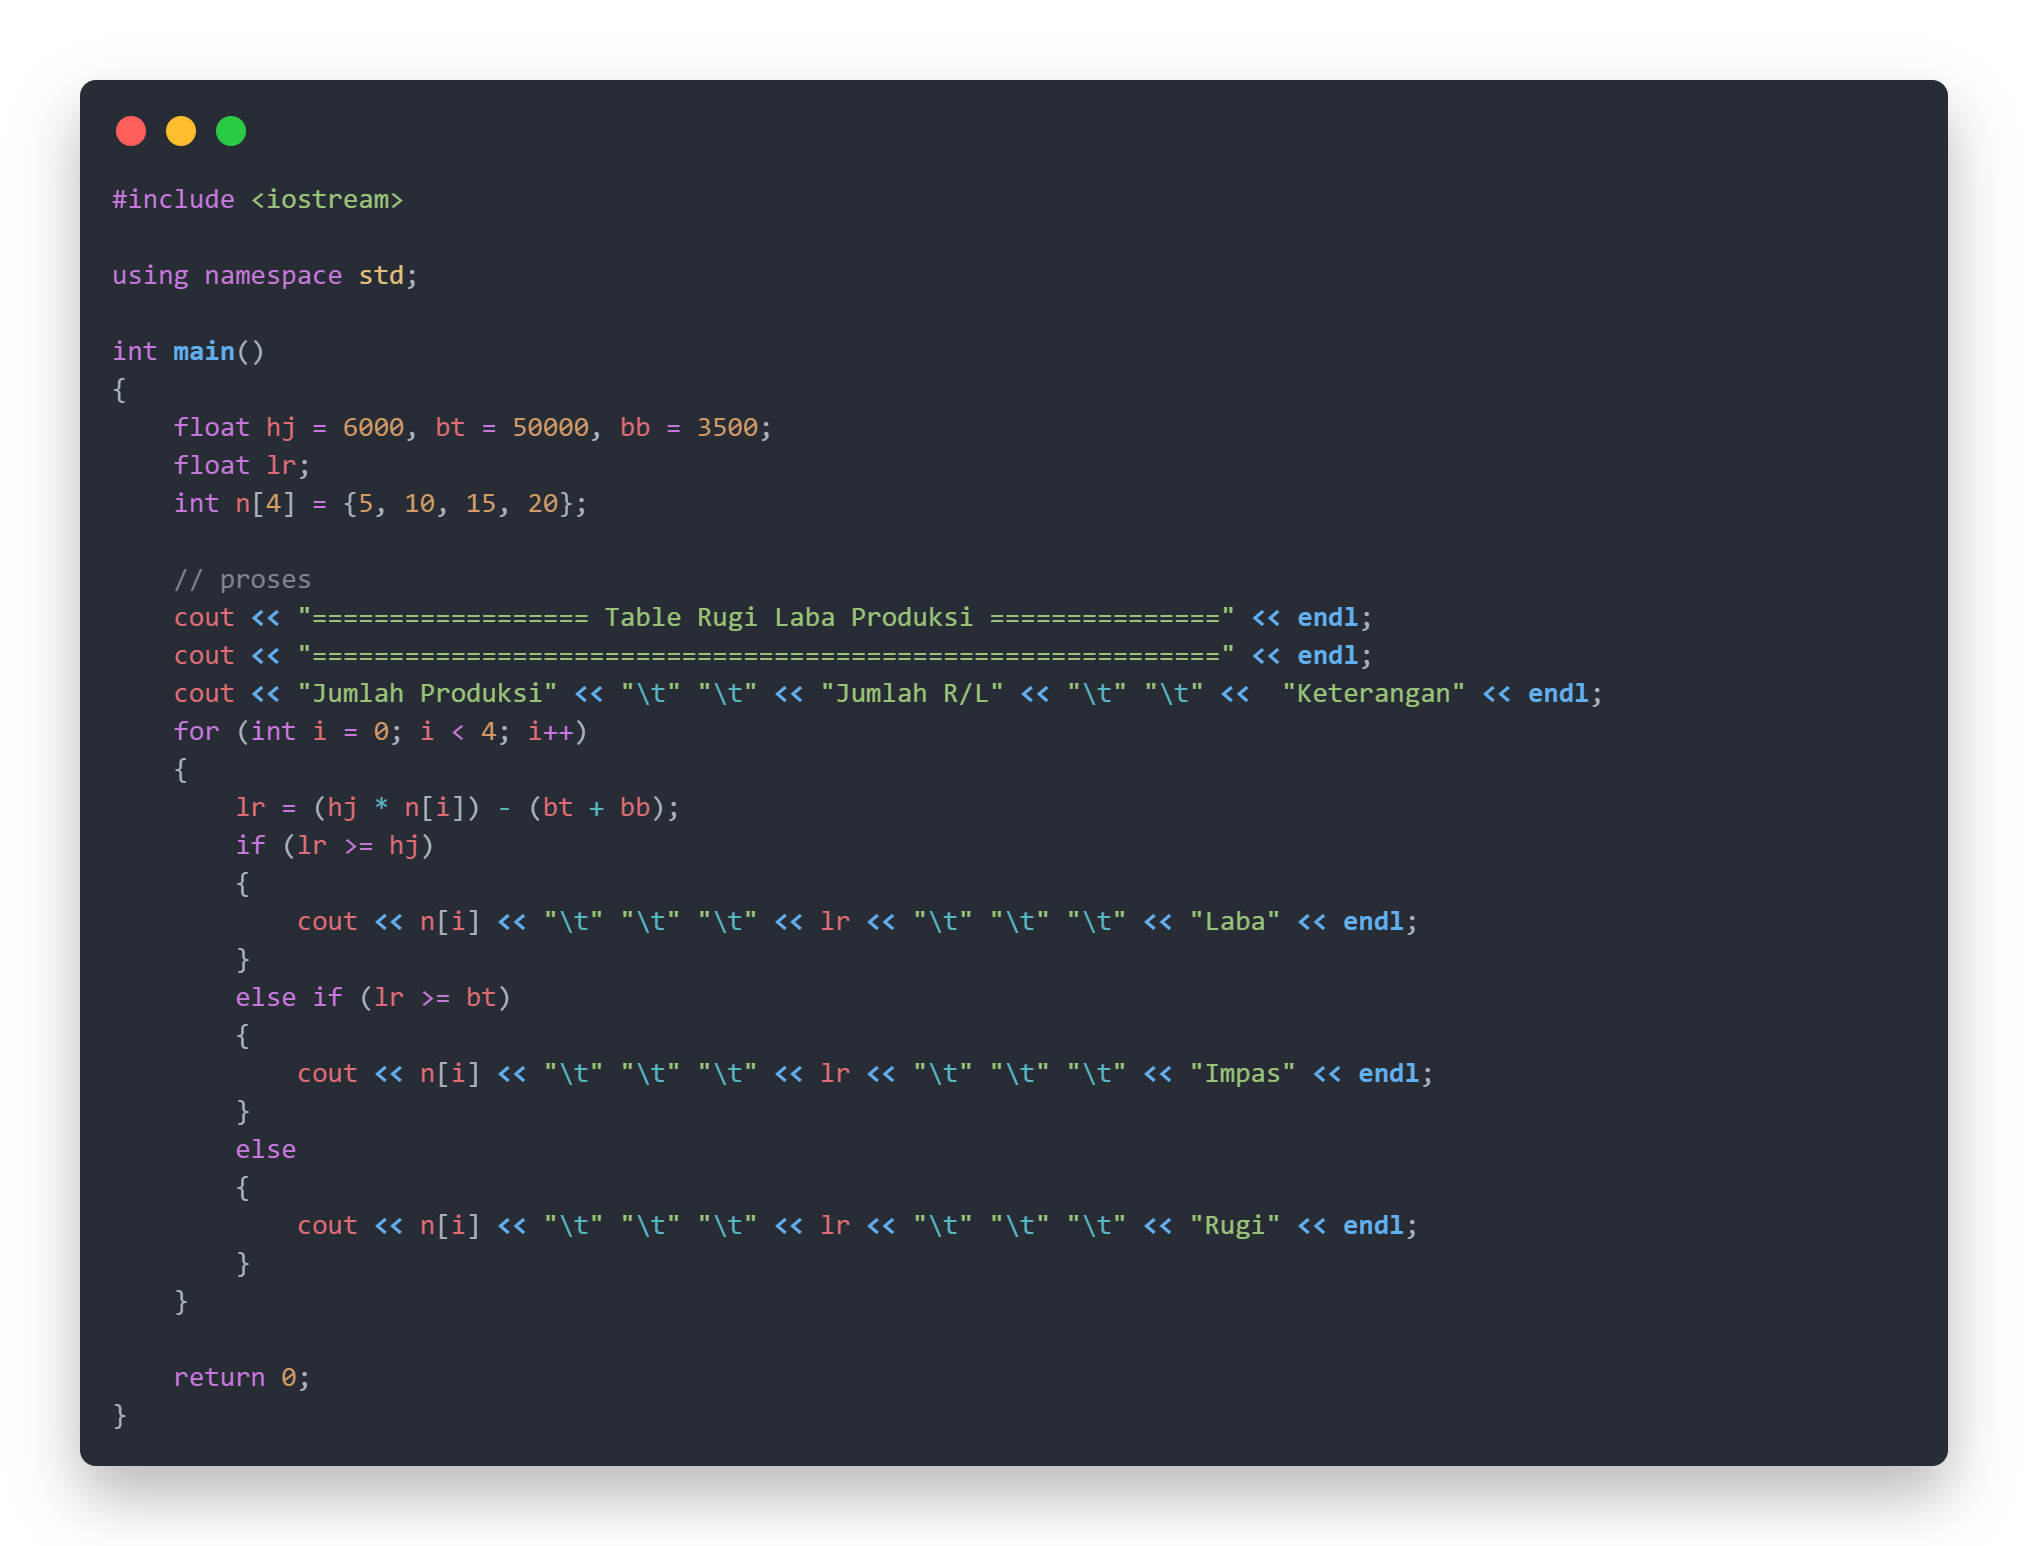 #include <iostream>

using namespace std;

int main()
{
    float hj = 6000, bt = 50000, bb = 3500;
    float lr;
    int n[4] = {5, 10, 15, 20};

    // proses
    cout << "================== Table Rugi Laba Produksi ===============" << endl;
    cout << "===========================================================" << endl;
    cout << "Jumlah Produksi" << "\t" "\t" << "Jumlah R/L" << "\t" "\t" <<  "Keterangan" << endl;
    for (int i = 0; i < 4; i++)
    {
        lr = (hj * n[i]) - (bt + bb);
        if (lr >= hj)
        {
            cout << n[i] << "\t" "\t" "\t" << lr << "\t" "\t" "\t" << "Laba" << endl;
        }
        else if (lr >= bt)
        {
            cout << n[i] << "\t" "\t" "\t" << lr << "\t" "\t" "\t" << "Impas" << endl;
        }
        else
        {
            cout << n[i] << "\t" "\t" "\t" << lr << "\t" "\t" "\t" << "Rugi" << endl;
        }
    }

    return 0;
}